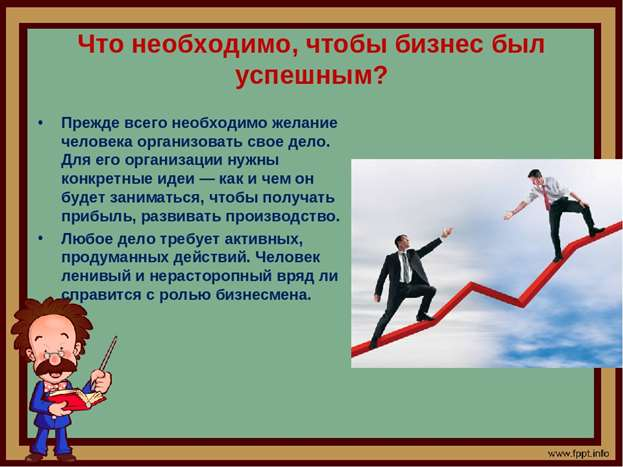 Что необходимо, чтобы бизнес был
успешным?
• Прежде всего необходимо желание
человека организовать свое дело.
Для его организации нужны
конкретные идеи — как и чем он
будет заниматься, чтобы получать
прибыль, развивать производство.
• Любое дело требует активных,
продуманных действий. Человек
ленивый и нерасторопный вряд ли
справится с ролью бизнесмена.
www.fppt.info